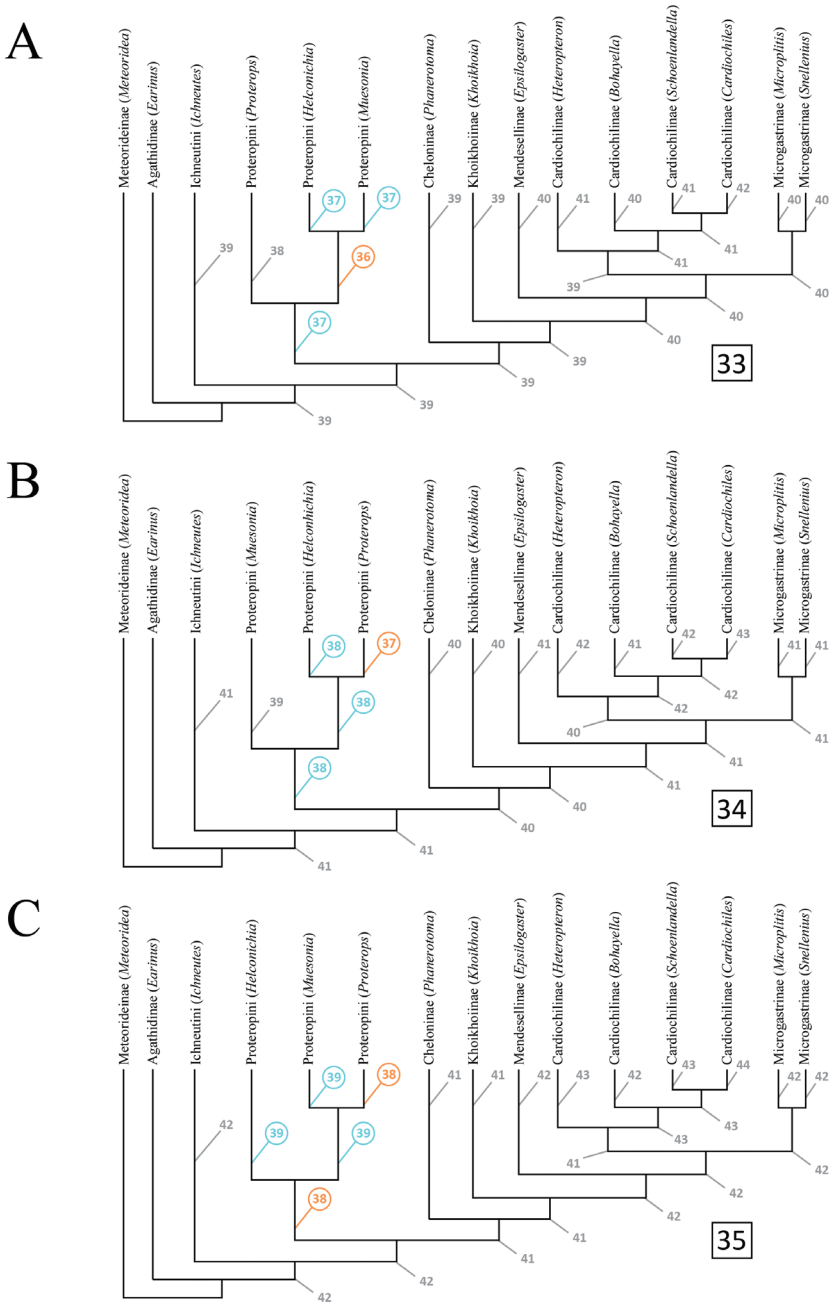 A
Meteorideinae (Meteoridea)
Agathidinae (Earinus)
Ichneutini (Ichneutes)
Proteropini (Proterops)
Proteropini (Helconichia)
Proteropini (Muesonia)
Cheloninae (Phanerotoma)
Khoikhoiinae (Khoikhoia)
Mendesellinae (Epsilogaster)
Cardiochilinae (Heteropteron)
Cardiochilinae (Bohayella)
Cardiochilinae (Schoenlandella)
Cardiochilinae (Cardiochiles)
Microgastrinae (Microplitis)
Microgastrinae (Snellenius)
37 37 39 39 40 41 40 41 42 40 40
39 38 36 41 41
37 39 40
40
40
39
39
39
33
B
Meteorideinae (Meteoridea)
Agathidinae (Earinus)
Ichneutini (Ichneutes)
Proteropini (Muesonia)
Proteropini (Helconhichia)
Proteropini (Proterops)
Cheloninae (Phanerotoma)
Khoikhoiinae (Khoikhoia)
Mendesellinae (Epsilogaster)
Cardiochilinae (Heteropteron)
Cardiochilinae (Bohayella)
Cardiochilinae (Schoenlandella)
Cardiochilinae (Cardiochiles)
Microgastrinae (Microplitis)
Microgastrinae (Snellenius)
38 37 40 40 41 42 41 42 43 41 41
41 39 38 42 42
38 40 41
41
41
40
41
41
34
C
Meteorideinae (Meteoridea)
Agathidinae (Earinus)
Ichneutini (Ichneutes)
Proteropini (Helconichia)
Proteropini (Muesonia)
Proteropini (Proterops)
Cheloninae (Phanerotoma)
Khoikhoiinae (Khoikhoia)
Mendesellinae (Epsilogaster)
Cardiochilinae (Heteropteron)
Cardiochilinae (Bohayella)
Cardiochilinae (Schoenlandella)
Cardiochilinae (Cardiochiles)
Microgastrinae (Microplitis)
Microgastrinae (Snellenius)
39 38 41 41 42 43 42 43 44 42 42
42 39 39 43 43
38 41 42
42
42
41
42
42
35